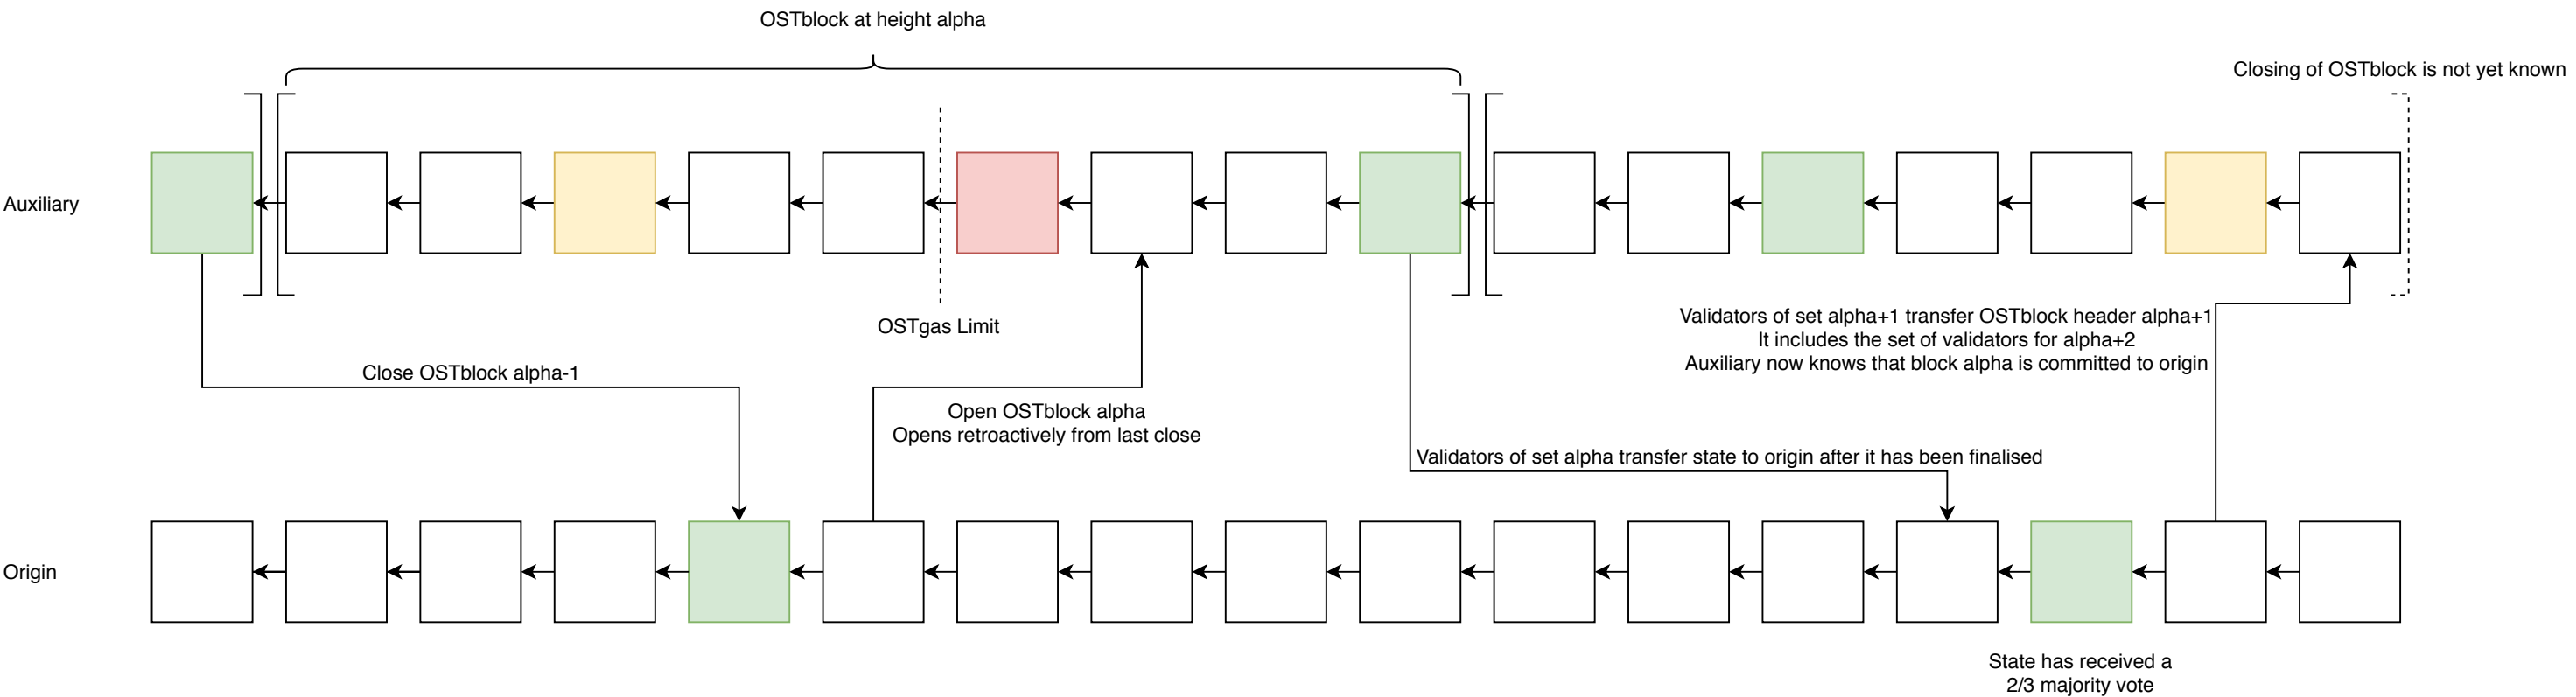 OSTblock at height alpha
Closing of OSTblock is not yet known
Auxiliary
OSTgas Limit
Validators of set alpha+1 transfer OSTblock header alpha+1
It includes the set of validators for alpha+2
Auxiliary now knows that block alpha is committed to origin
Close OSTblock alpha-1
Open OSTblock alpha
Opens retroactively from last close
Validators of set alpha transfer state to origin after it has been finalised
Origin
State has received a
2/3 majority vote